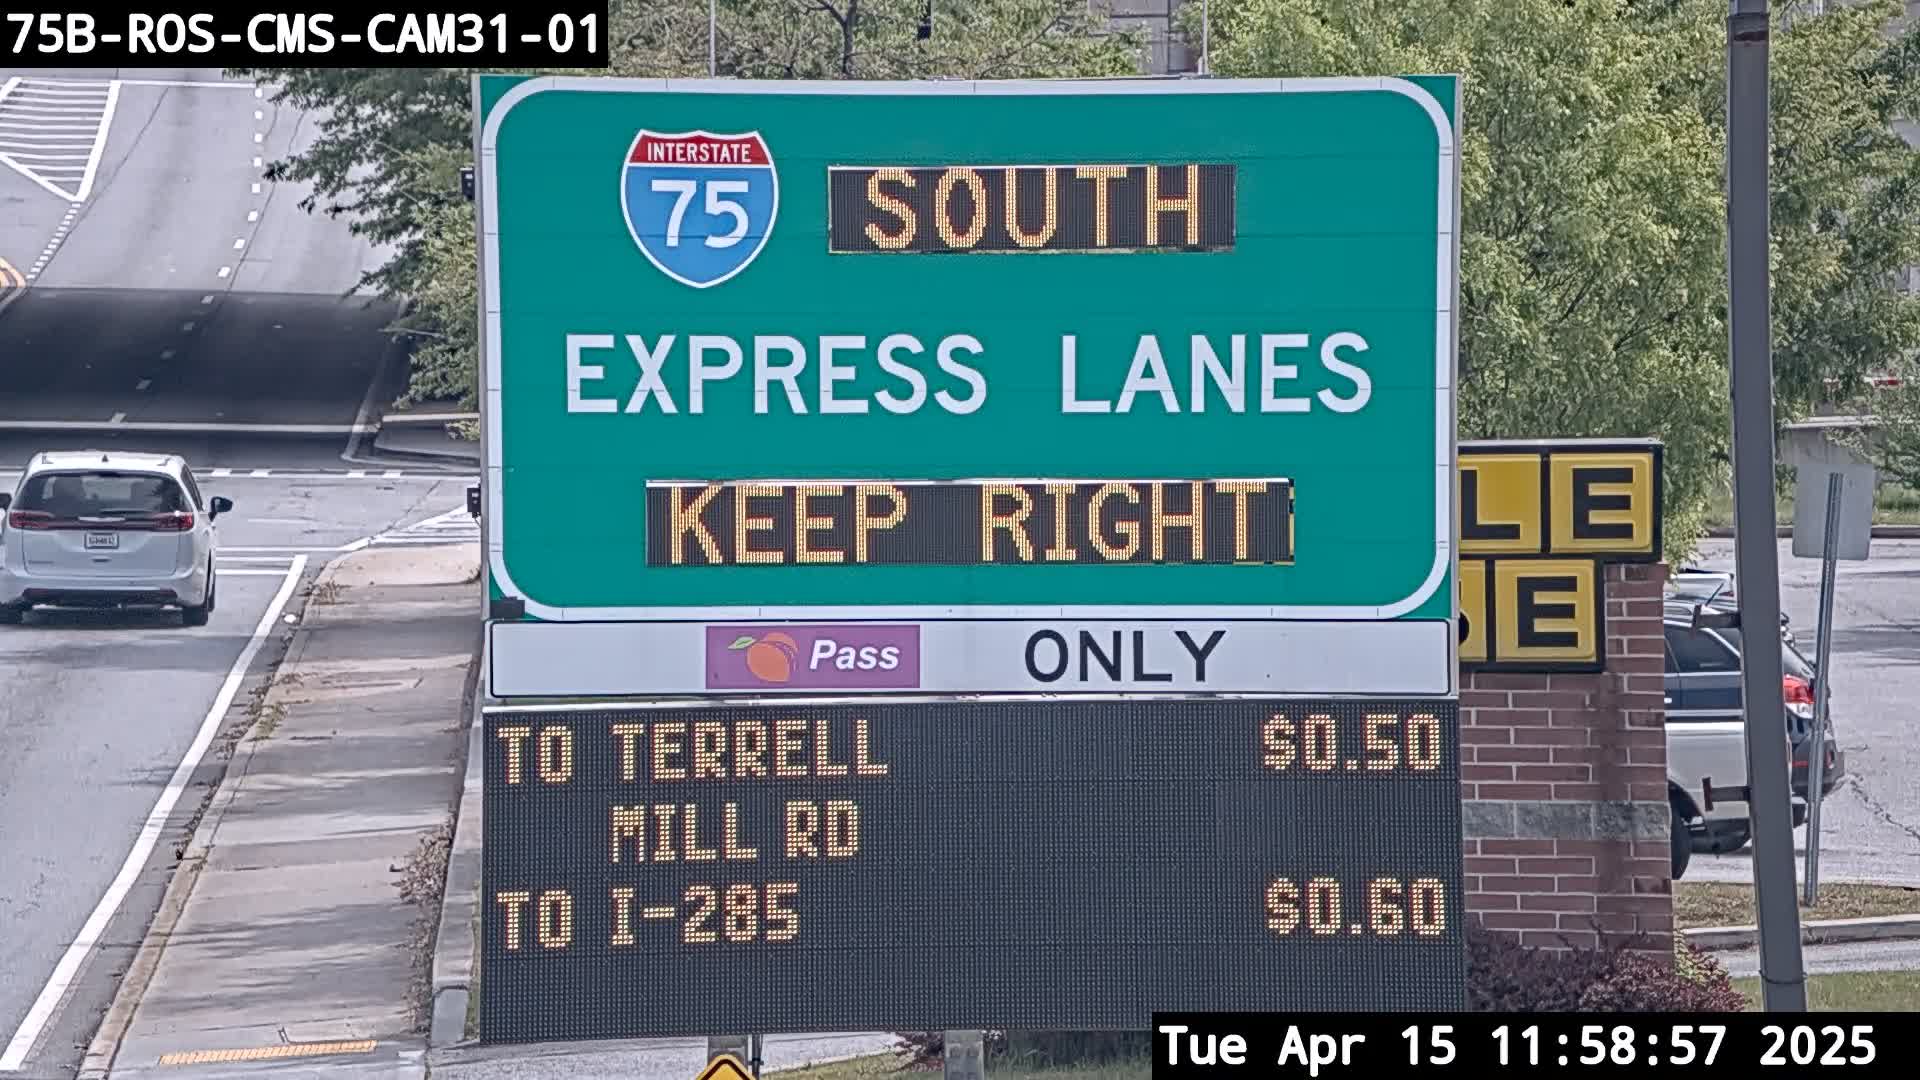 75B-ROS-CMS-CAM31-01
INTERSTATE
75
SOUTH
EXPRESS LANES
KEEP RIGHT
Pass ONLY
TO TERRELL $0.50
MILL RD
TO I-285 $0.60
LE
E
Tue Apr 15 11:58:57 2025